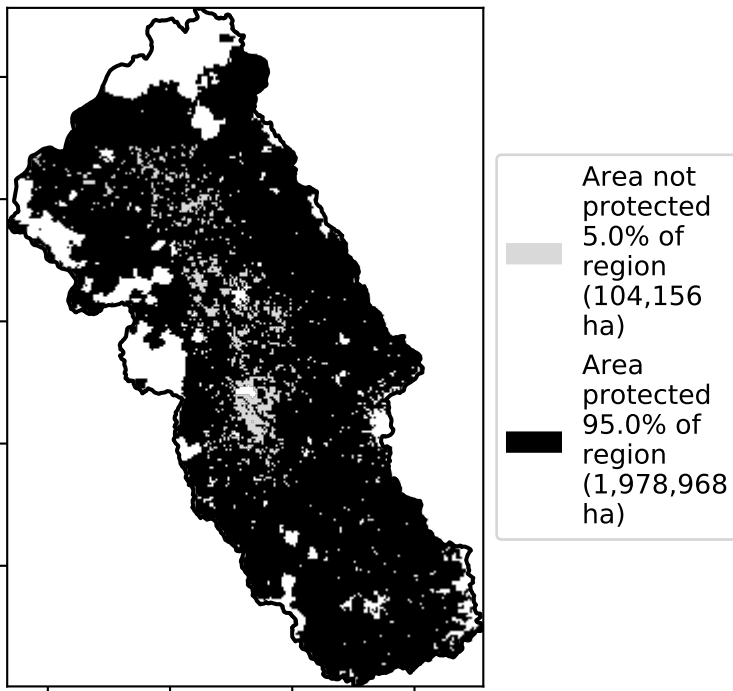 Area not
protected
5.0% of
region
(104,156
ha)
Area
protected
95.0% of
region
(1,978,968
ha)